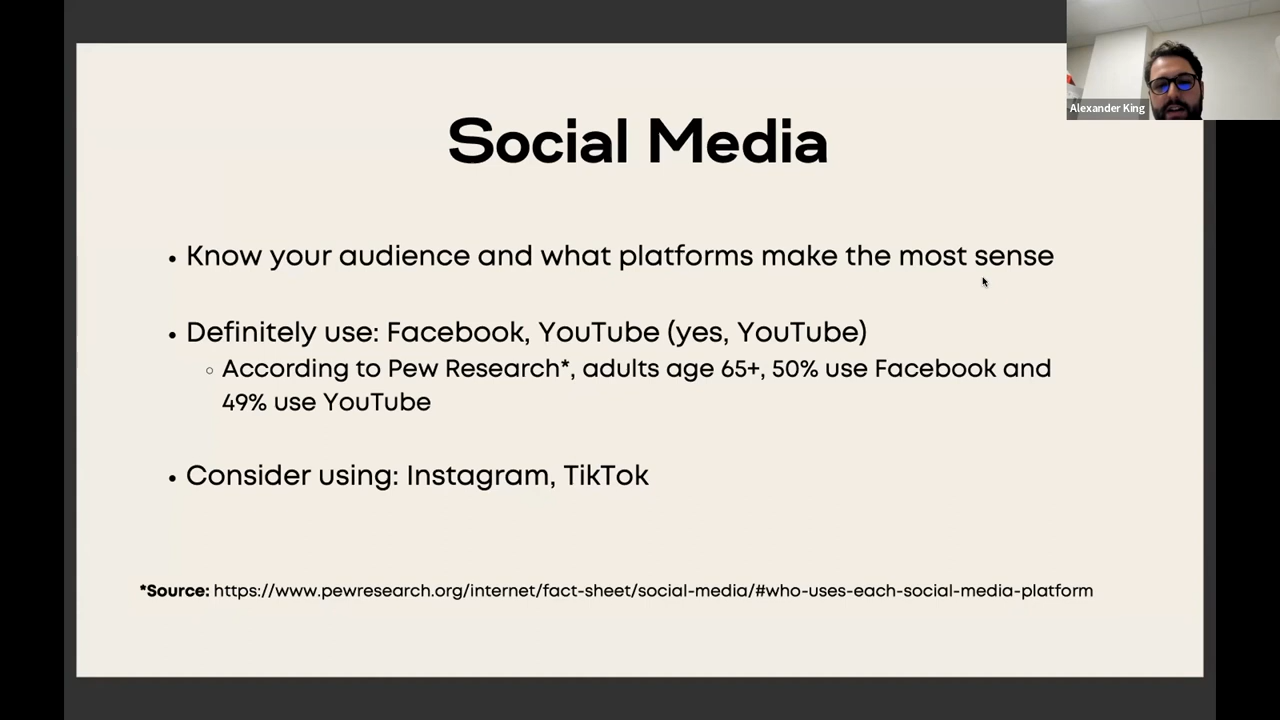 Social Media
Alexander King
• Know your audience and what platforms make the most sense
• Definitely use: Facebook, YouTube (yes, YouTube)
◦ According to Pew Research*, adults age 65+, 50% use Facebook and
49% use YouTube
• Consider using: Instagram, TikTok
*Source: https://www.pewresearch.org/internet/fact-sheet/social-media/#who-uses-each-social-media-platform